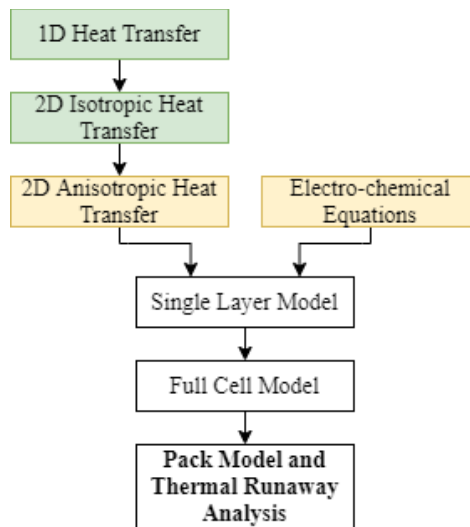 1D Heat Transfer
2D Isotropic Heat
Transfer
2D Anisotropic Heat
Transfer
Electro-chemical
Equations
Single Layer Model
Full Cell Model
Pack Model and
Thermal Runaway
Analysis